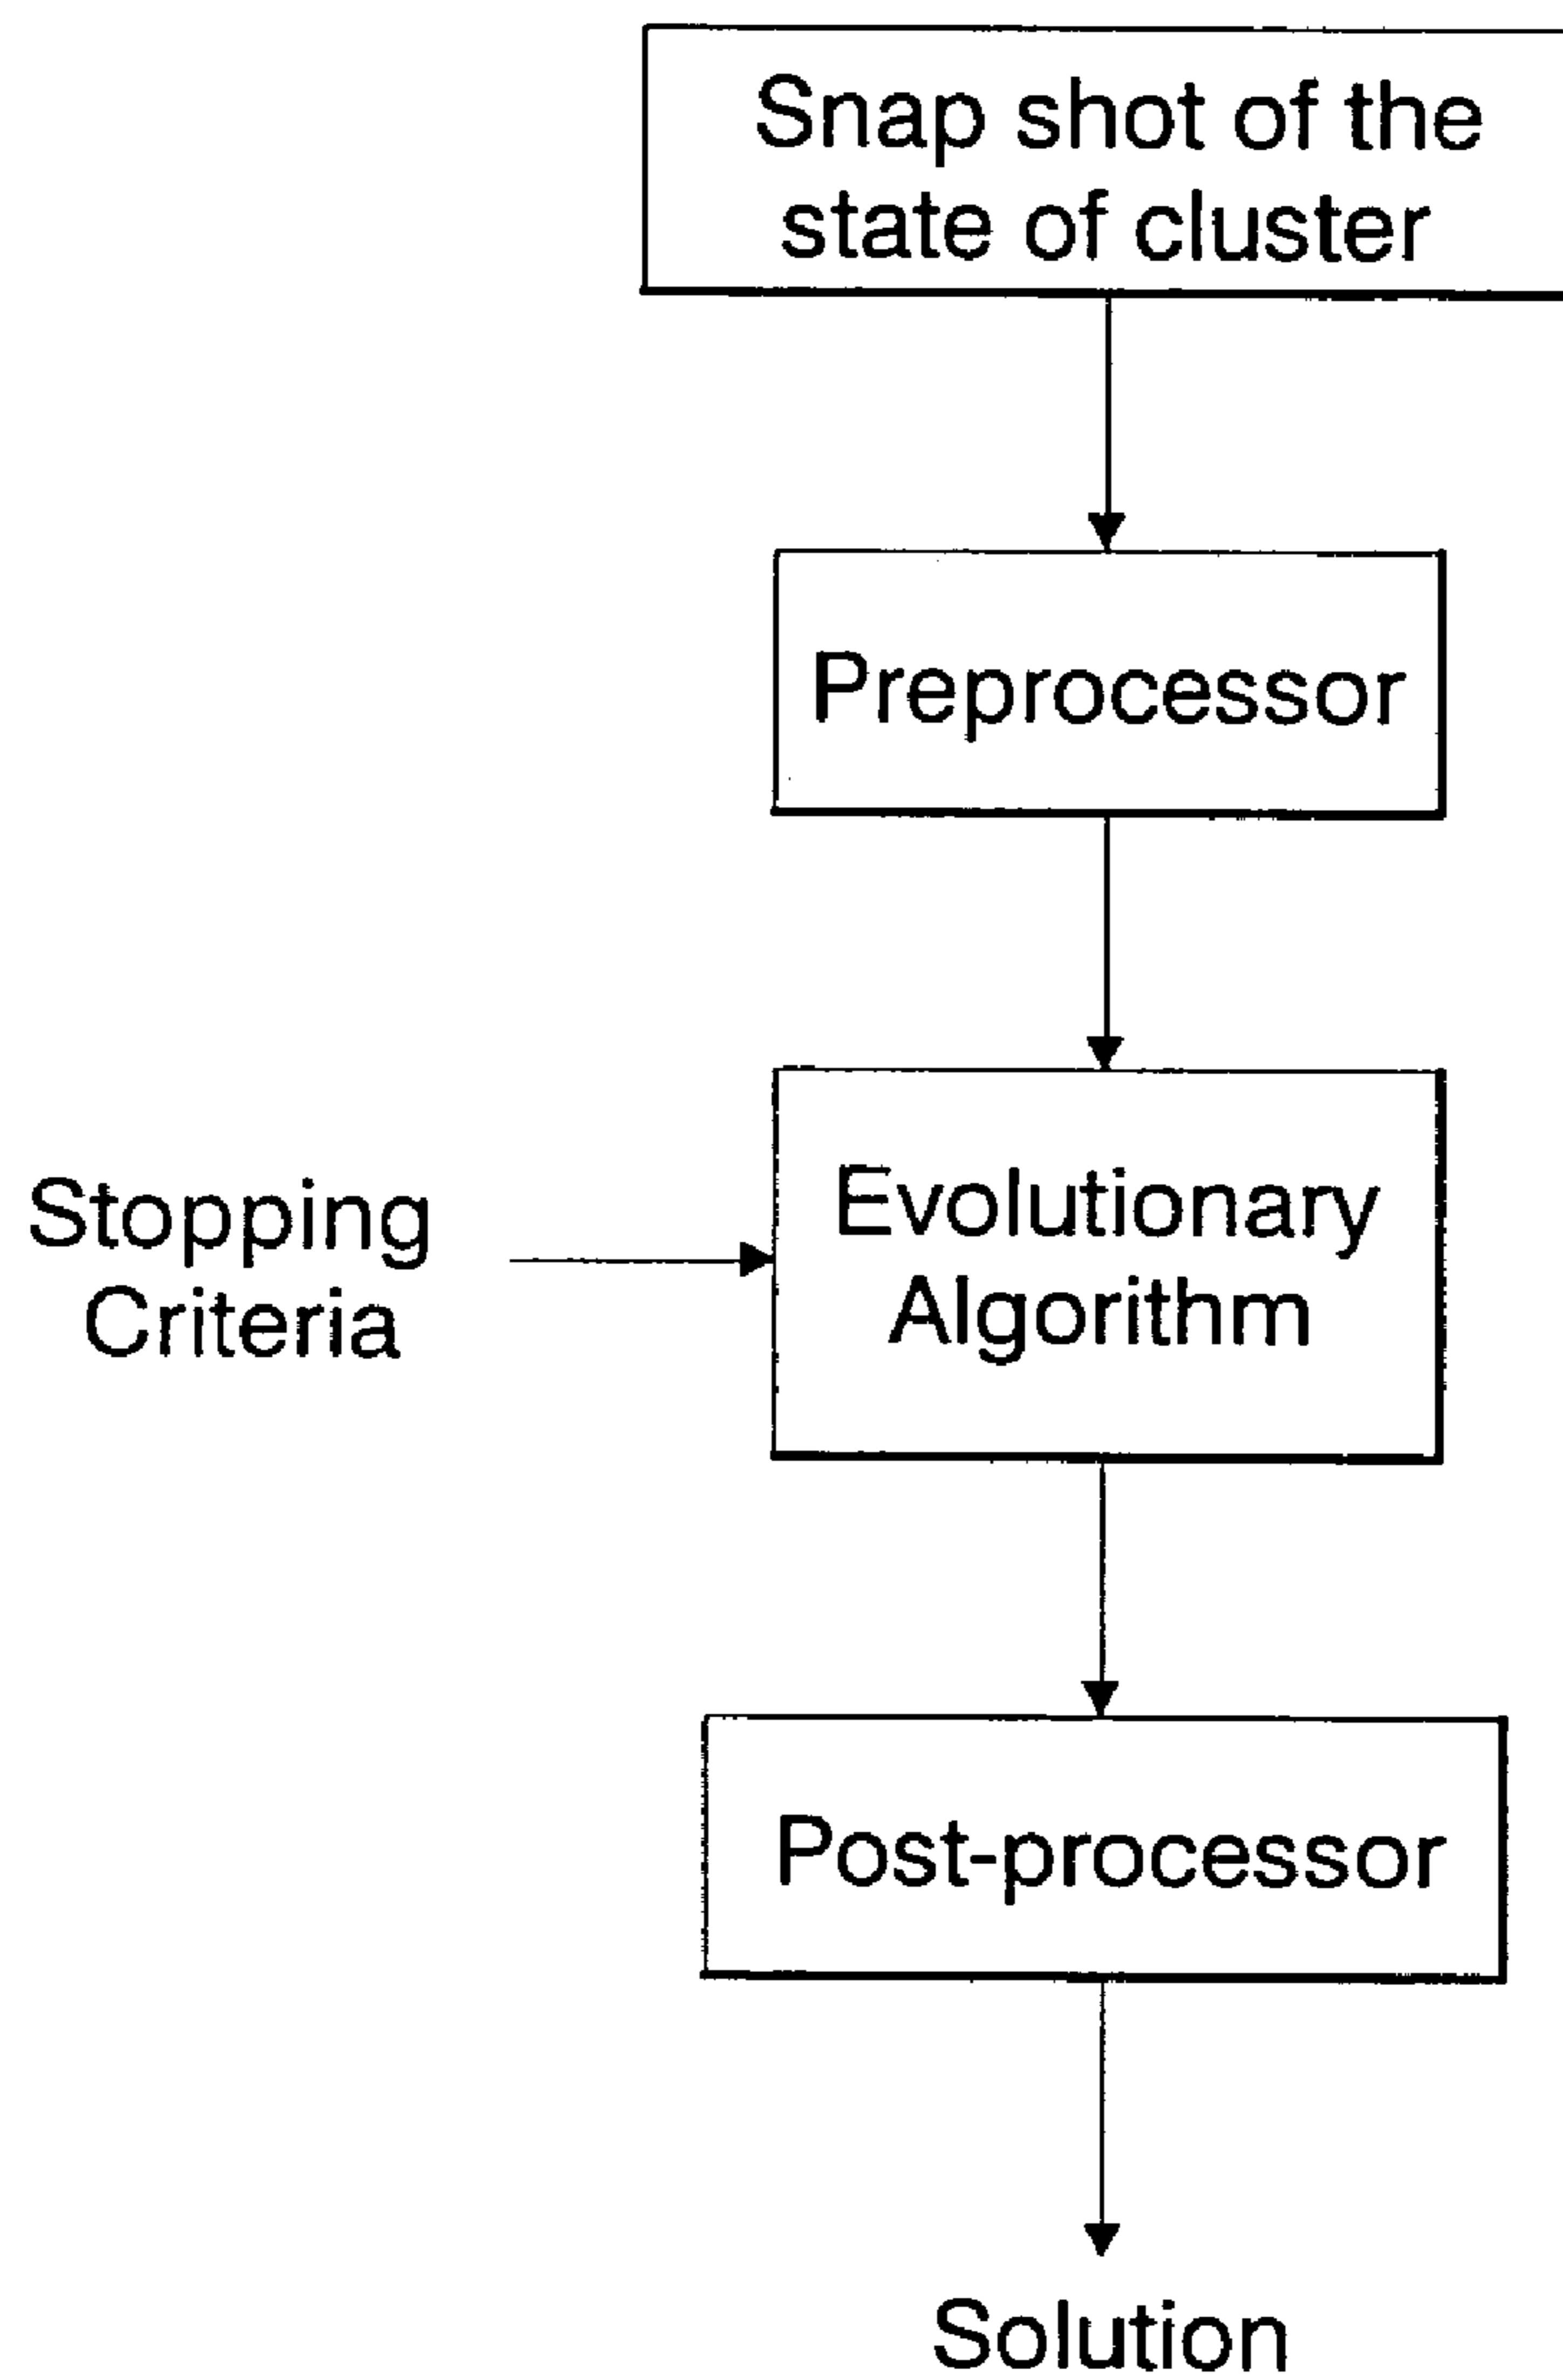 Snap shot of the
state of cluster
Preprocessor
Stopping
Criteria
Evolutionary
Algorithm
Post-processor
Solution